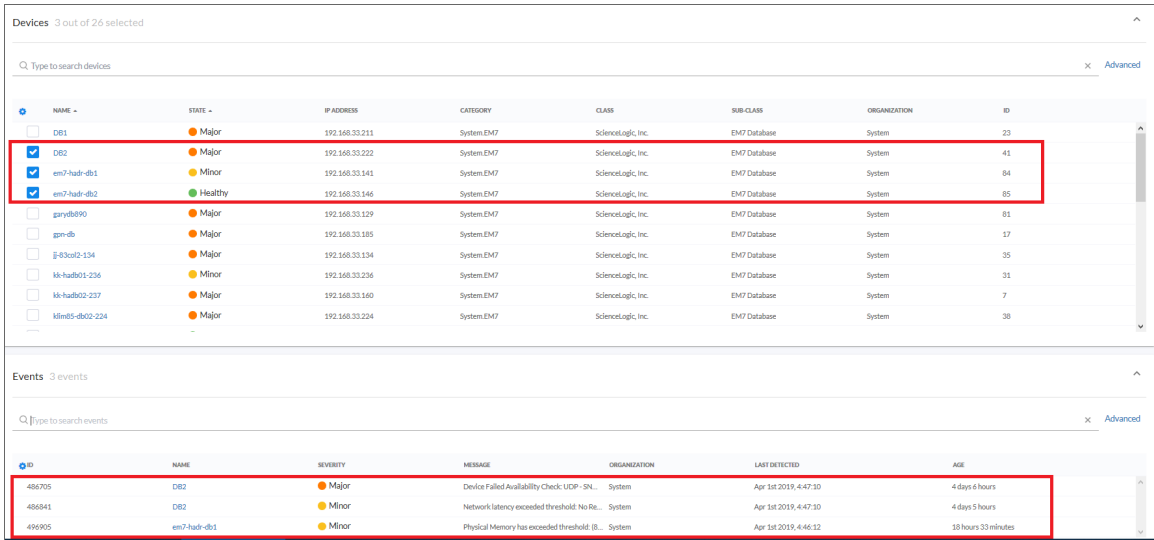 Devices 3 out of 26 selected
Type to search devices Advanced
NAME STATE IP ADDRESS CATEGORY CLASS SUB-CLASS ORGANIZATION ID
DB1 Major 192.168.33.211 System.EM7 ScienceLogic, Inc. EM7 Database System 23
DB2 Major 192.168.33.222 System.EM7 ScienceLogic, Inc. EM7 Database System 41
em7-hadr-db1 Minor 192.168.33.141 System.EM7 ScienceLogic, Inc. EM7 Database System 84
em7-hadr-db2 Healthy 192.168.33.146 System.EM7 ScienceLogic, Inc. EM7 Database System 85
garydb890 Major 192.168.33.129 System.EM7 ScienceLogic, Inc. EM7 Database System 81
gpn-db Major 192.168.33.185 System.EM7 ScienceLogic, Inc. EM7 Database System 17
jj-83col2-134 Major 192.168.33.134 System.EM7 ScienceLogic, Inc. EM7 Database System 35
kk-hadb01-236 Minor 192.168.33.236 System.EM7 ScienceLogic, Inc. EM7 Database System 31
kk-hadb02-237 Major 192.168.33.160 System.EM7 ScienceLogic, Inc. EM7 Database System 7
klim85-db02-224 Major 192.168.33.224 System.EM7 ScienceLogic, Inc. EM7 Database System 38
Events 3 events
Type to search events Advanced
ID NAME SEVERITY MESSAGE ORGANIZATION LAST DETECTED AGE
486705 DB2 Major Device Failed Availability Check: UDP - SN... System Apr 1st 2019, 4:47:10 4 days 6 hours
486841 DB2 Minor Network latency exceeded threshold: No Re... System Apr 1st 2019, 4:47:10 4 days 5 hours
496905 em7-hadr-db1 Minor Physical Memory has exceeded threshold: (8... System Apr 1st 2019, 4:46:12 18 hours 33 minutes